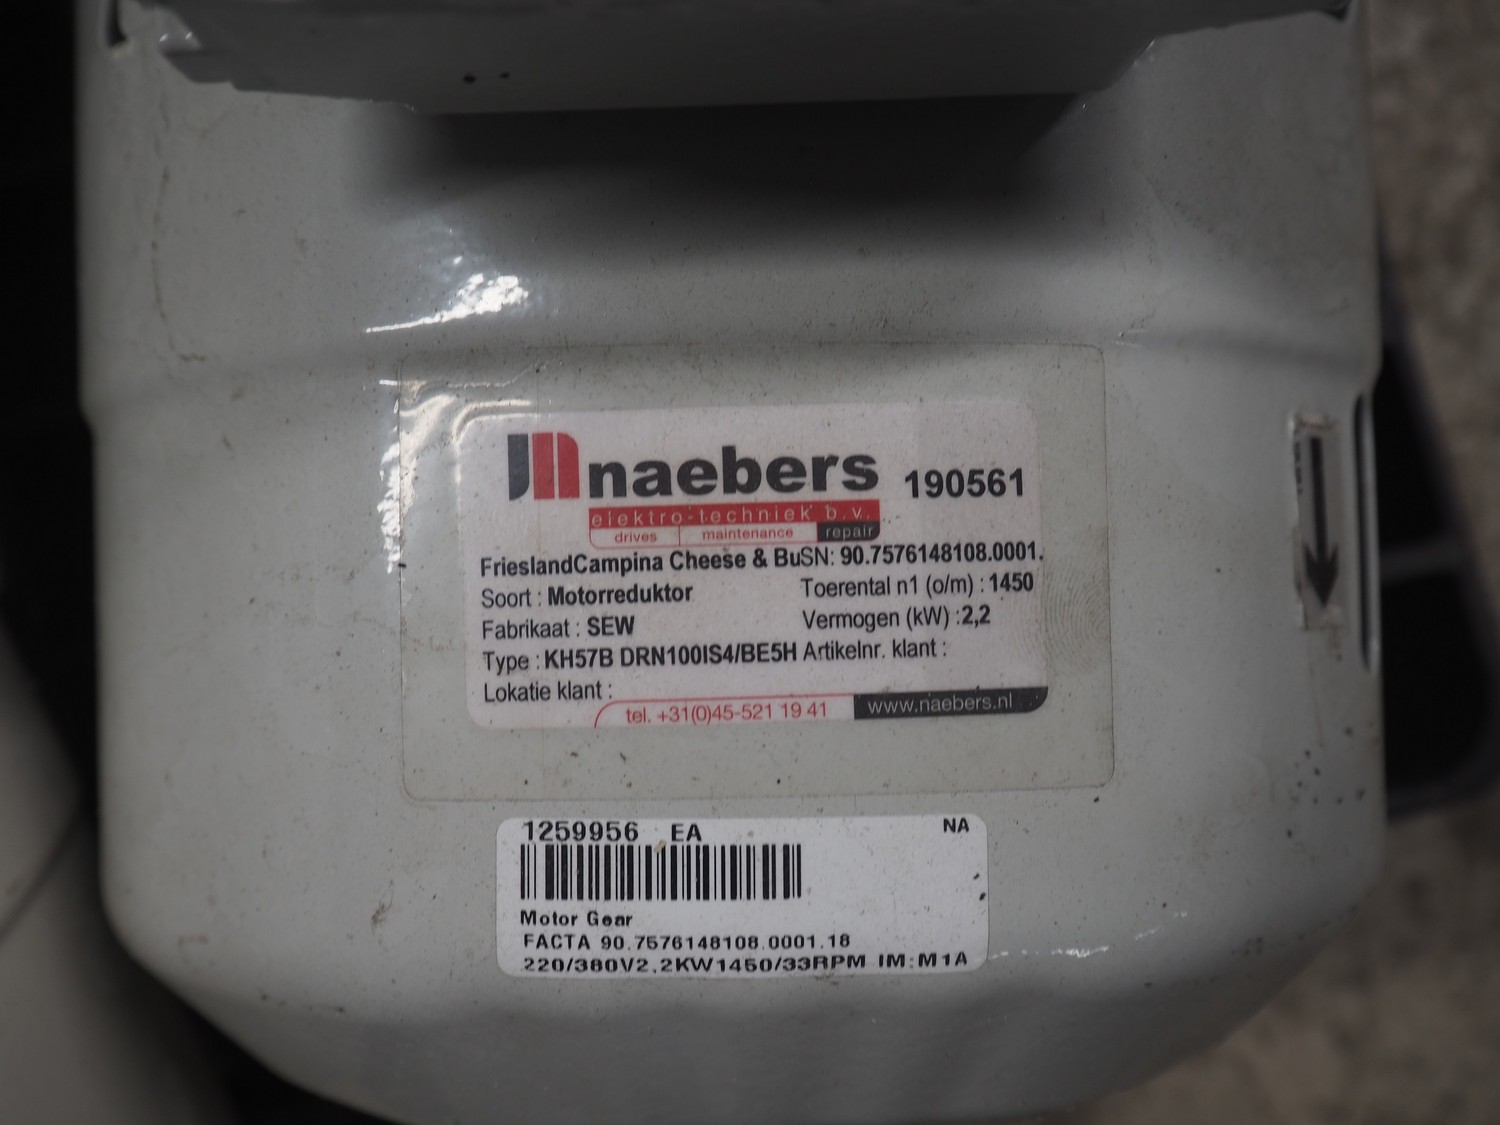 naebers 190561
elektro-techniek b.v.
drives maintenance repair
FrieslandCampina Cheese & BuSN: 90.7576148108.0001.
Soort : Motorreduktor Toerental n1 (o/m) : 1450
Fabrikaat : SEW Vermogen (kW) :2,2
Type : KH57B DRN100IS4/BE5H Artikelnr. klant :
Lokatie klant :
tel. +31(0)45-521 19 41 www.naebers.nl
1259956 EA NA
Motor Gear
FACTA 90.7576148108.0001.18
220/380V2.2KW1450/33RPM IM:M1A